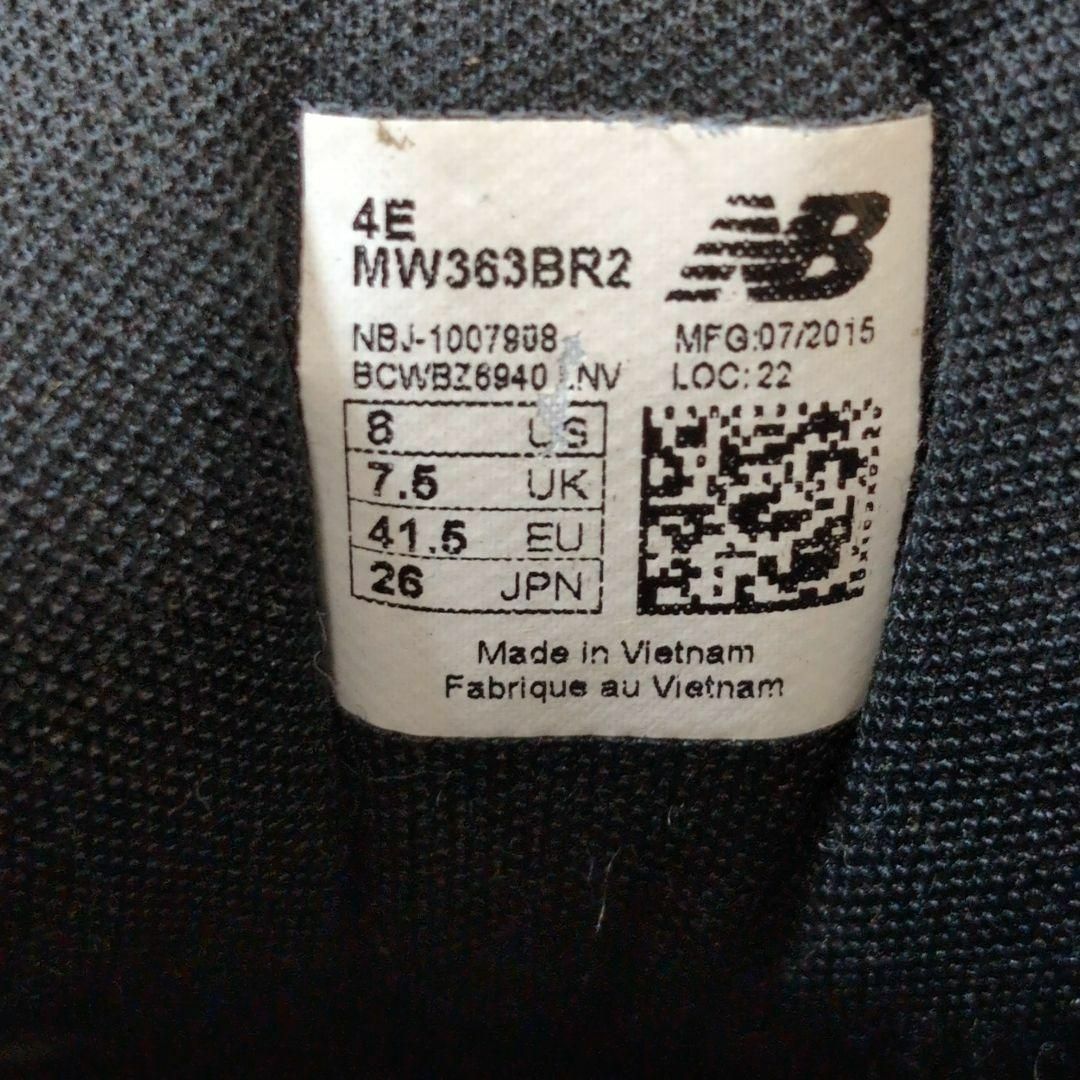 4E
MW363BR2
NB
NBJ-1007908
MFG:07/2015
BCWBZ6940
LOC:22
8 US
7.5 UK
41.5 EU
26 JPN
Made in Vietnam
Fabrique au Vietnam